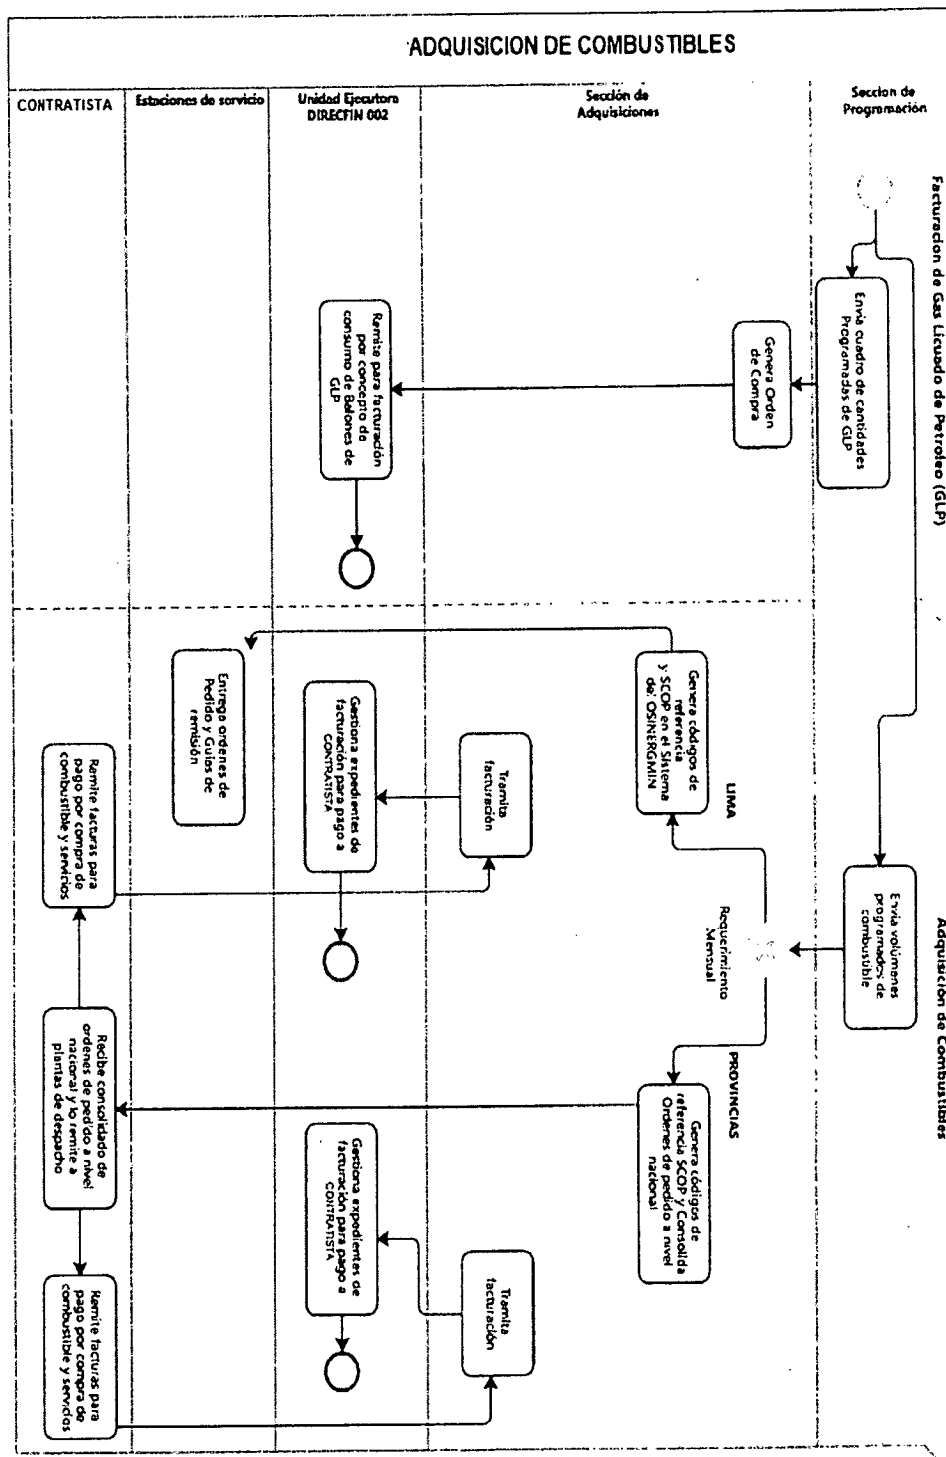 ADQUISICION DE COMBUSTIBLES
CONTRATISTA
Estaciones de servicio
Unidad Ejecutora
DIRECFIN 002
Sección de
Adquisiciones
Seccion de
Programación
Facturacion de Gas Licuado de Petroleo (GLP)
Envia cuadro de cantidades
Programadas de GLP
Genera Orden
de Compra
Remite para facturación
por concepto de
consumo de Balones de
GLP
Adquisición de Combustibles
Envia volúmenes
programados de
combustible
Requerimiento
Mensual
LIMA
Genera códigos de
referencia
y SCOP en el Sistema
del OSINERGMIN
Entrega ordenes de
Pedido y Guias de
remisión
Tramita
facturación
Gestiona expedientes de
facturación para pago a
CONTRATISTA
Remite facturas para
pago por compra de
combustible y servicios
PROVINCIAS
Genera códigos de
referencia SCOP y Consolida
Ordenes de pedido a nivel
nacional
Recibe consolidado de
ordenes de pedido a nivel
nacional y lo remite a
plantas de despacho
Tramita
facturación
Gestiona expedientes de
facturación para pago a
CONTRATISTA
Remite facturas para
pago por compra de
combustible y servicios